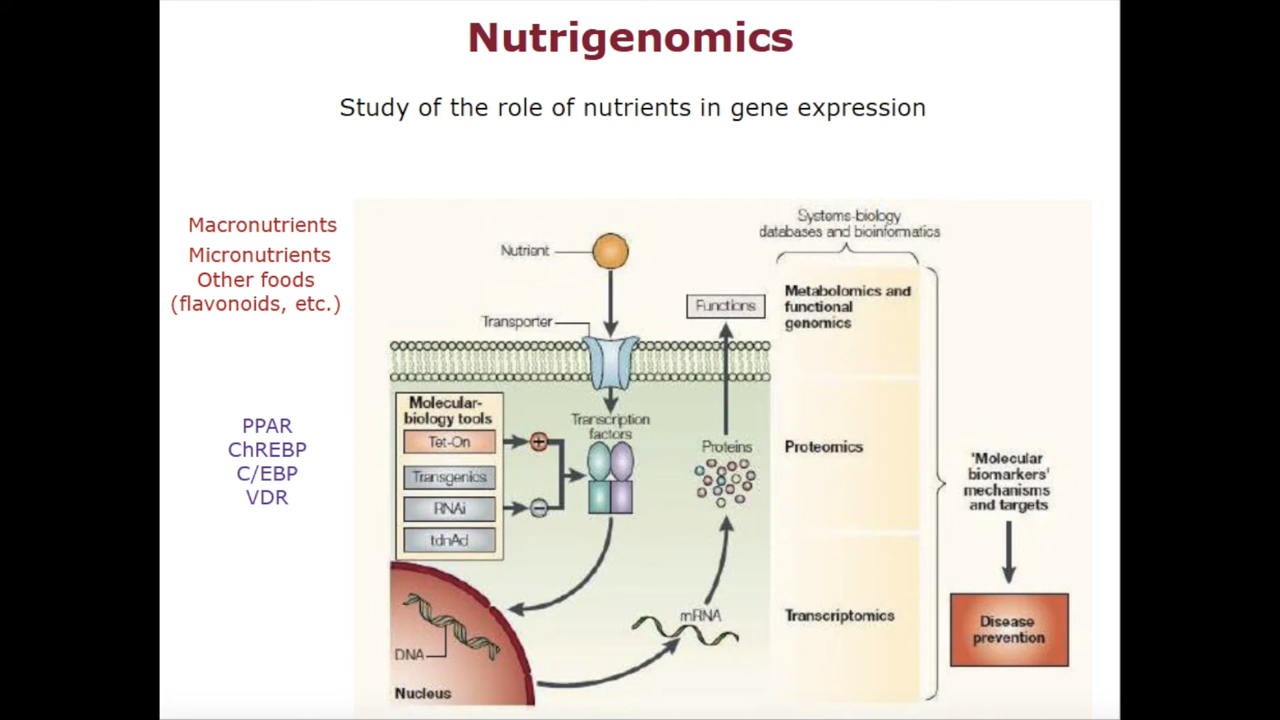 Nutrigenomics
Study of the role of nutrients in gene expression
Macronutrients
Micronutrients
Other foods
(flavonoids, etc.)
PPAR
ChREBP
C/EBP
VDR
Nutrient
Transporter
Functions
Molecular-
biology tools
Tet-On
Transgenics
RNAi
tdnAd
+
−
Transcription
factors
Proteins
mRNA
DNA
Nucleus
Systems-biology
databases and bioinformatics
Metabolomics and
functional
genomics
Proteomics
Transcriptomics
'Molecular
biomarkers'
mechanisms
and targets
Disease
prevention